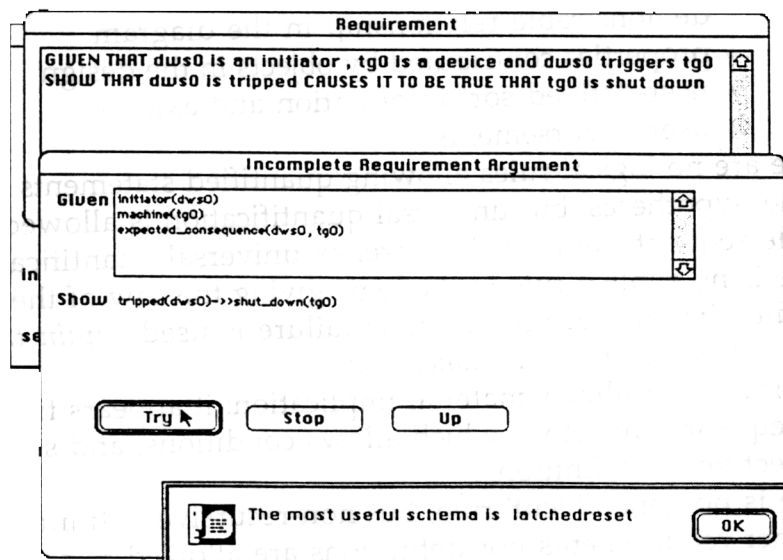 Requirement
GIVEN THAT dws0 is an initiator , tg0 is a device and dws0 triggers tg0
SHOW THAT dws0 is tripped CAUSES IT TO BE TRUE THAT tg0 is shut down
Incomplete Requirement Argument
Given
initiator(dws0)
machine(tg0)
expected_consequence(dws0, tg0)
In
Show tripped(dws0)->>shut_down(tg0)
se
Try Stop Up
The most useful schema is latchedreset
OK